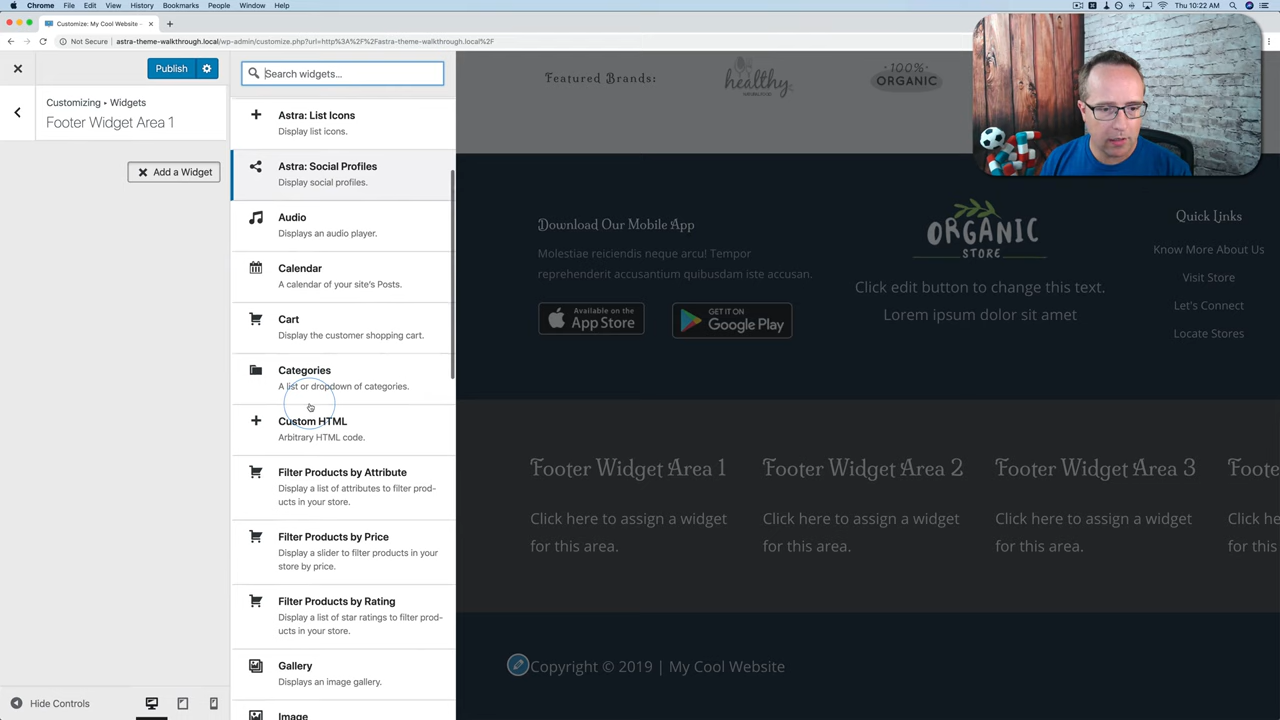 Chrome File Edit View History Bookmarks People Window Help
Thu 10:22 AM
Customize: My Cool Website -
Not Secure astra-theme-walkthrough.local/wp-admin/customize.php?url=http%3A%2F%2Fastra-theme-walkthrough.local%2F
Publish
Customizing ▸ Widgets
Footer Widget Area 1
Add a Widget
Hide Controls
Search widgets...
Astra: List Icons
Display list icons.
Astra: Social Profiles
Display social profiles.
Audio
Displays an audio player.
Calendar
A calendar of your site's Posts.
Cart
Display the customer shopping cart.
Categories
A list or dropdown of categories.
Custom HTML
Arbitrary HTML code.
Filter Products by Attribute
Display a list of attributes to filter prod-
ucts in your store.
Filter Products by Price
Display a slider to filter products in your
store by price.
Filter Products by Rating
Display a list of star ratings to filter prod-
ucts in your store.
Gallery
Displays an image gallery.
Image
Featured Brands:
healthy
100%
ORGANIC
Download Our Mobile App
Molestiae reiciendis neque arcu! Tempor
reprehenderit accusantium quibusdam iste accusan.
Available on the
App Store
GET IT ON
Google Play
ORGANIC
STORE
Click edit button to change this text.
Lorem ipsum dolor sit amet
Quick Links
Know More About Us
Visit Store
Let's Connect
Locate Stores
Footer Widget Area 1
Click here to assign a widget
for this area.
Footer Widget Area 2
Click here to assign a widget
for this area.
Footer Widget Area 3
Click here to assign a widget
for this area.
Foote
Click he
for this
Copyright © 2019 | My Cool Website